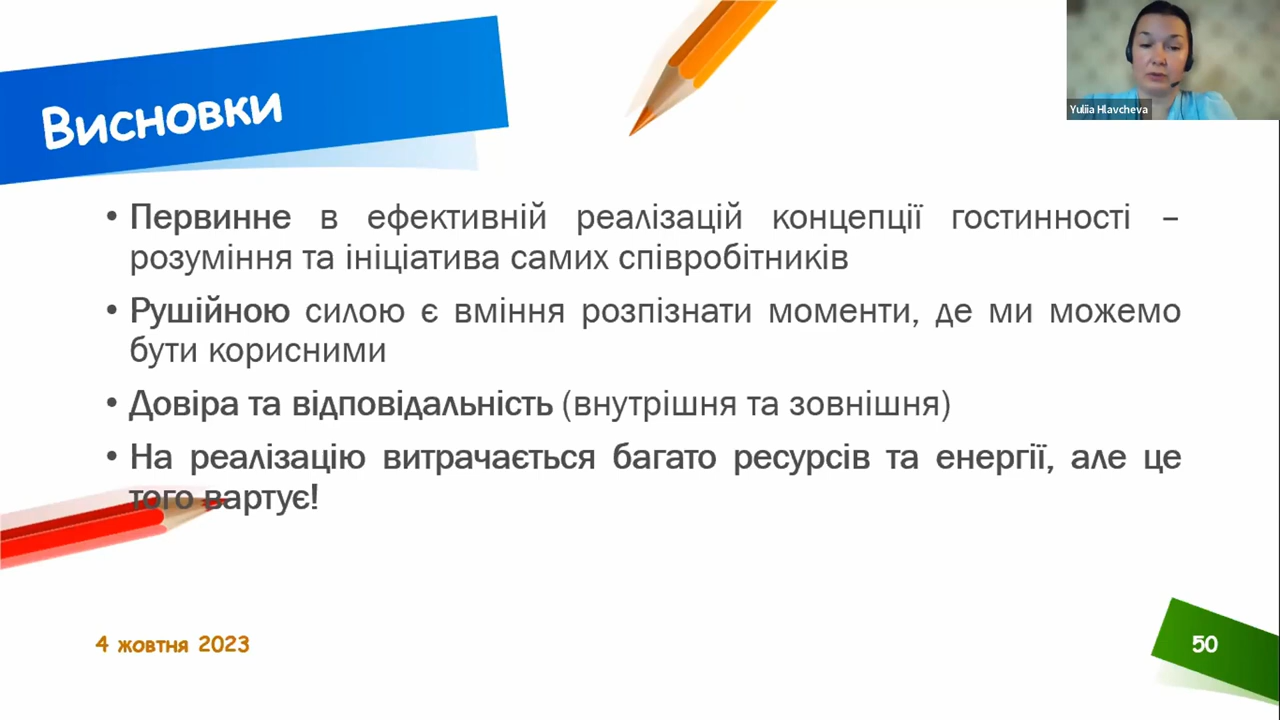 Висновки
Yuliia Hlavcheva
• Первинне в ефективній реалізацій концепції гостинності –
розуміння та ініціатива самих співробітників
• Рушійною силою є вміння розпізнати моменти, де ми можемо
бути корисними
• Довіра та відповідальність (внутрішня та зовнішня)
• На реалізацію витрачається багато ресурсів та енергії, але це
того вартує!
4 жовтня 2023
50